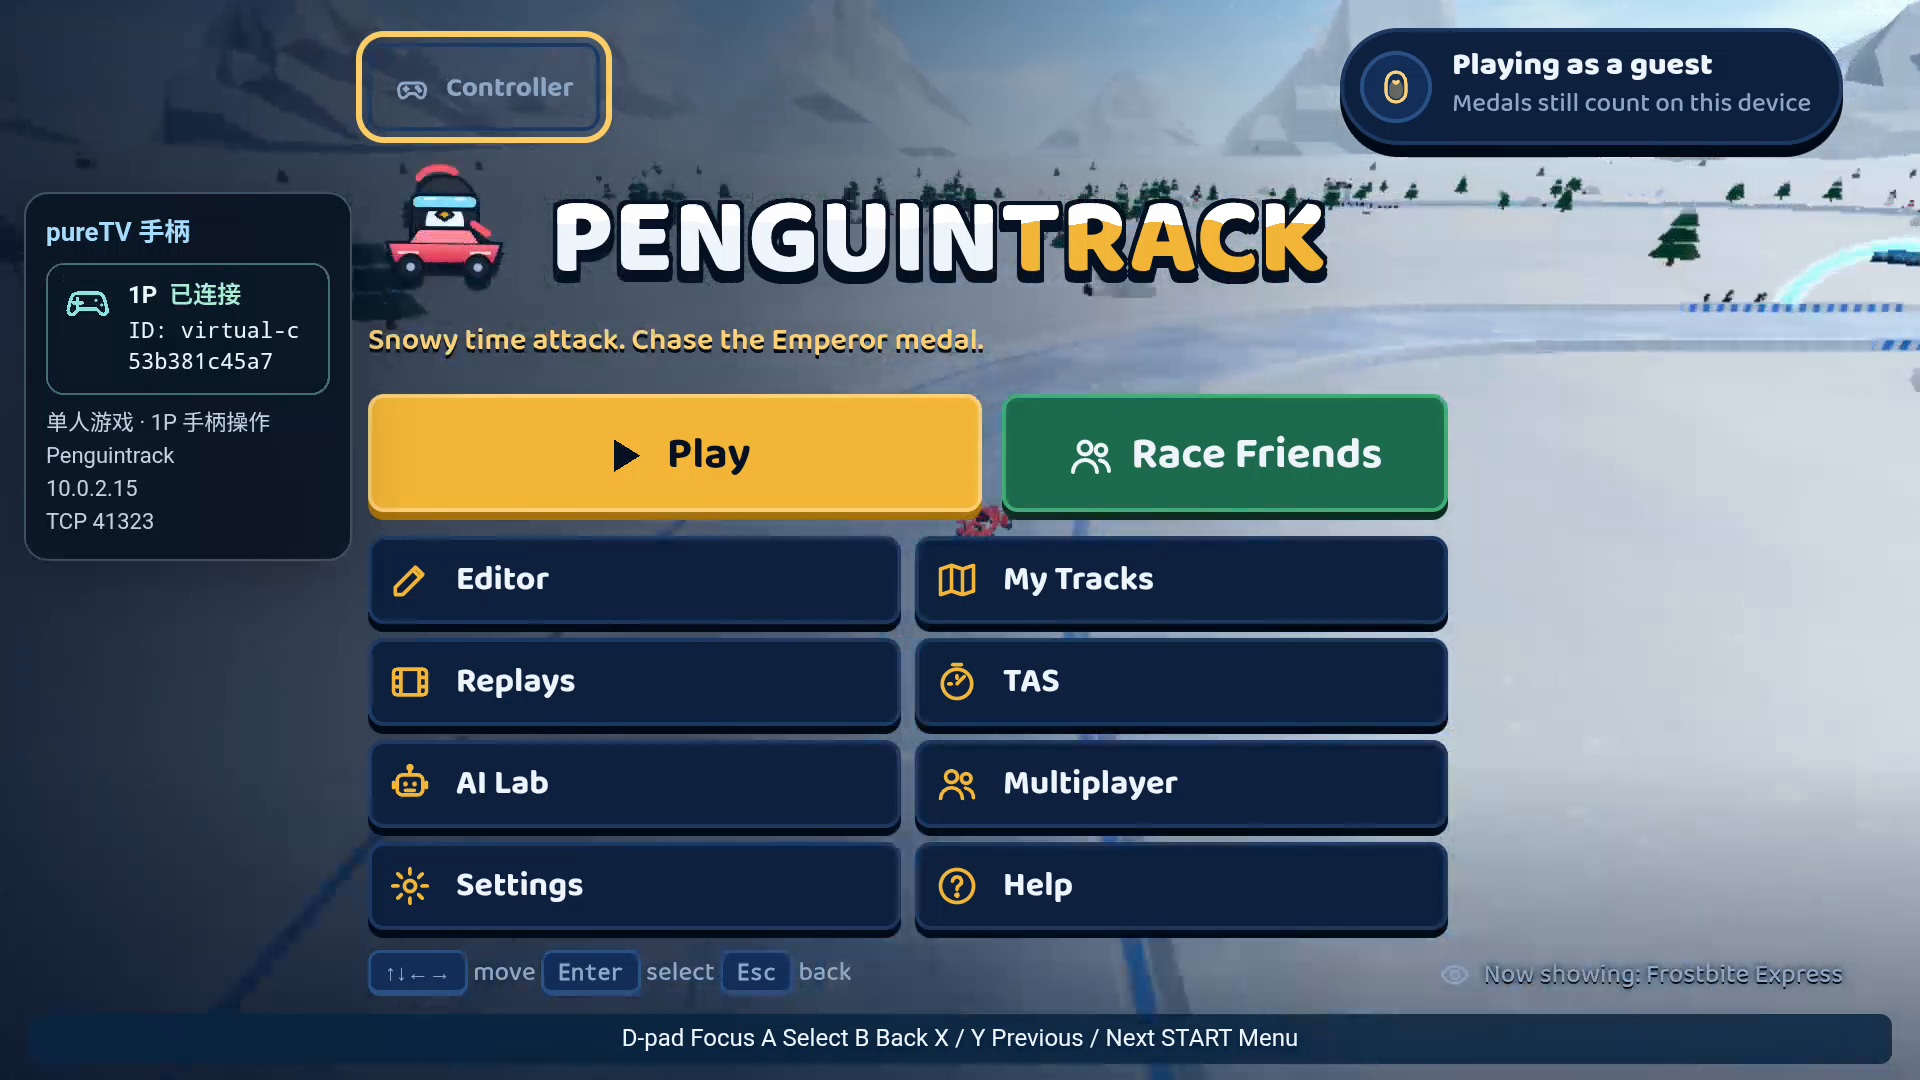 Controller
Playing as a guest
Medals still count on this device
pureTV 手柄
1P 已连接
ID: virtual-c
53b381c45a7
单人游戏 · 1P 手柄操作
Penguintrack
10.0.2.15
TCP 41323
PENGUINTRACK
Snowy time attack. Chase the Emperor medal.
Play
Race Friends
Editor
My Tracks
Replays
TAS
AI Lab
Multiplayer
Settings
Help
↑↓←→ move Enter select Esc back
Now showing: Frostbite Express
D-pad Focus A Select B Back X / Y Previous / Next START Menu